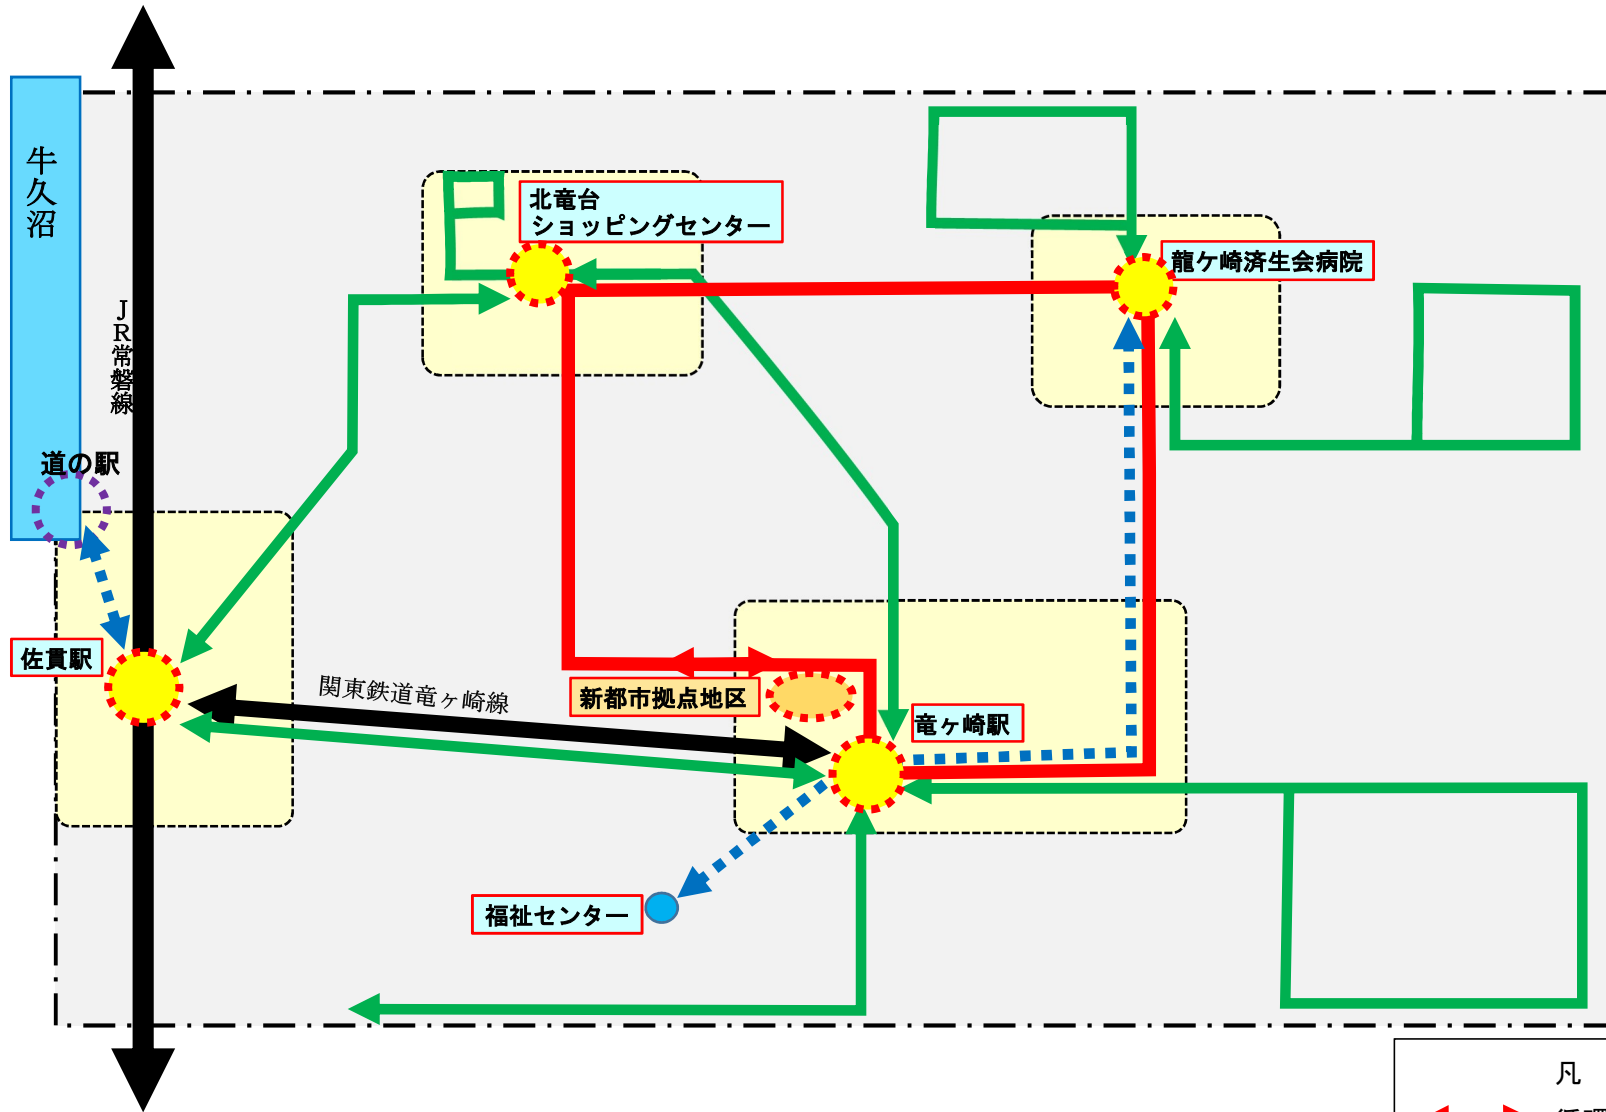 牛久沼
北竜台
ショッピングセンター
龍ケ崎済生会病院
JR常磐線
道の駅
佐貫駅
関東鉄道竜ヶ崎線
新都市拠点地区
竜ヶ崎駅
福祉センター
凡